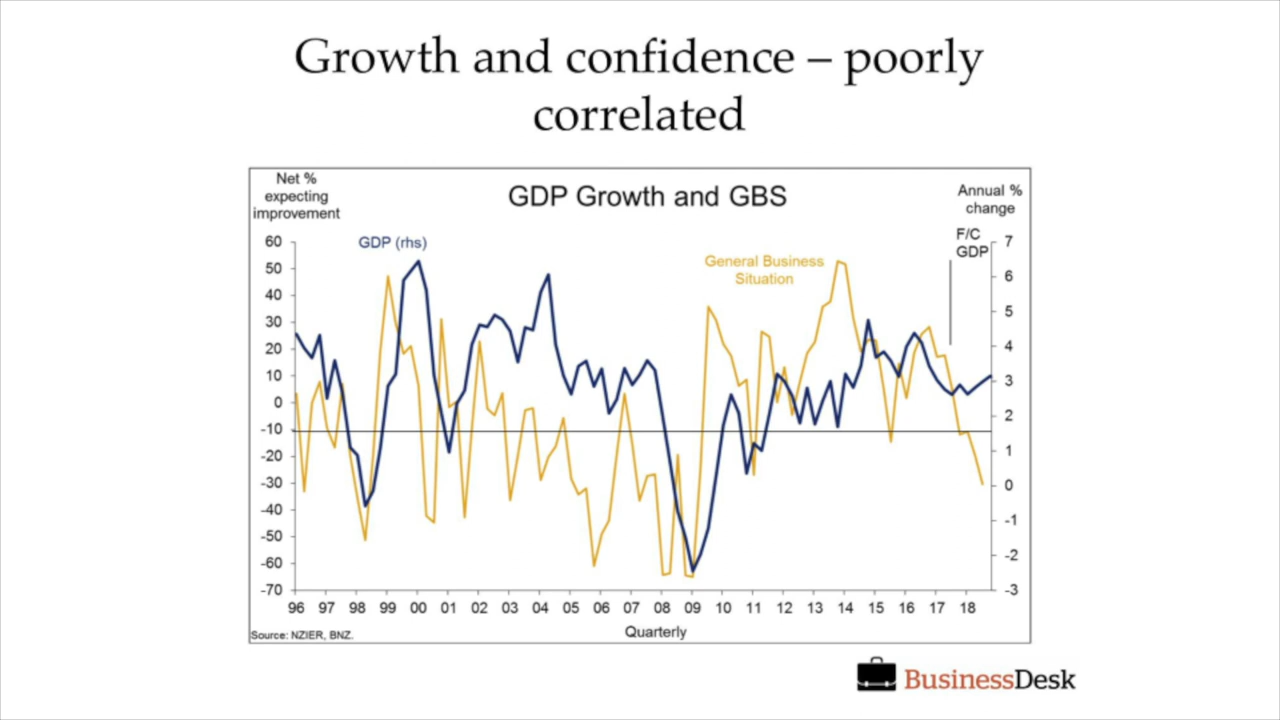 Growth and confidence – poorly
correlated
Net %
expecting
improvement
GDP Growth and GBS
Annual %
change
F/C
GDP
GDP (rhs)
General Business
Situation
60
50
40
30
20
10
0
-10
-20
-30
-40
-50
-60
-70
7
6
5
4
3
2
1
0
-1
-2
-3
96 97 98 99 00 01 02 03 04 05 06 07 08 09 10 11 12 13 14 15 16 17 18
Quarterly
Source: NZIER, BNZ.
BusinessDesk